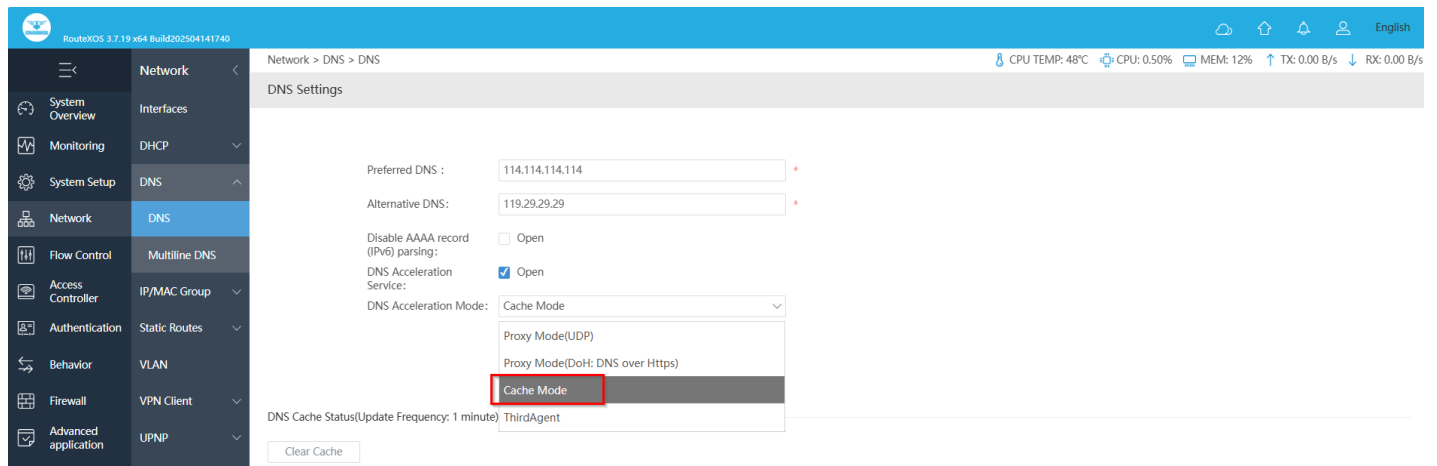 RouteXOS 3.7.19 x64 Build202504141740
English
Network
Network > DNS > DNS
CPU TEMP: 48°C CPU: 0.50% MEM: 12% TX: 0.00 B/s RX: 0.00 B/s
DNS Settings
System
Overview
Monitoring
System Setup
Network
Flow Control
Access
Controller
Authentication
Behavior
Firewall
Advanced
application
Interfaces
DHCP
DNS
DNS
Multiline DNS
IP/MAC Group
Static Routes
VLAN
VPN Client
UPNP
Preferred DNS : 114.114.114.114 *
Alternative DNS: 119.29.29.29 *
Disable AAAA record
(IPv6) parsing: Open
DNS Acceleration
Service: Open
DNS Acceleration Mode: Cache Mode
Proxy Mode(UDP)
Proxy Mode(DoH: DNS over Https)
Cache Mode
ThirdAgent
DNS Cache Status(Update Frequency: 1 minute)
Clear Cache